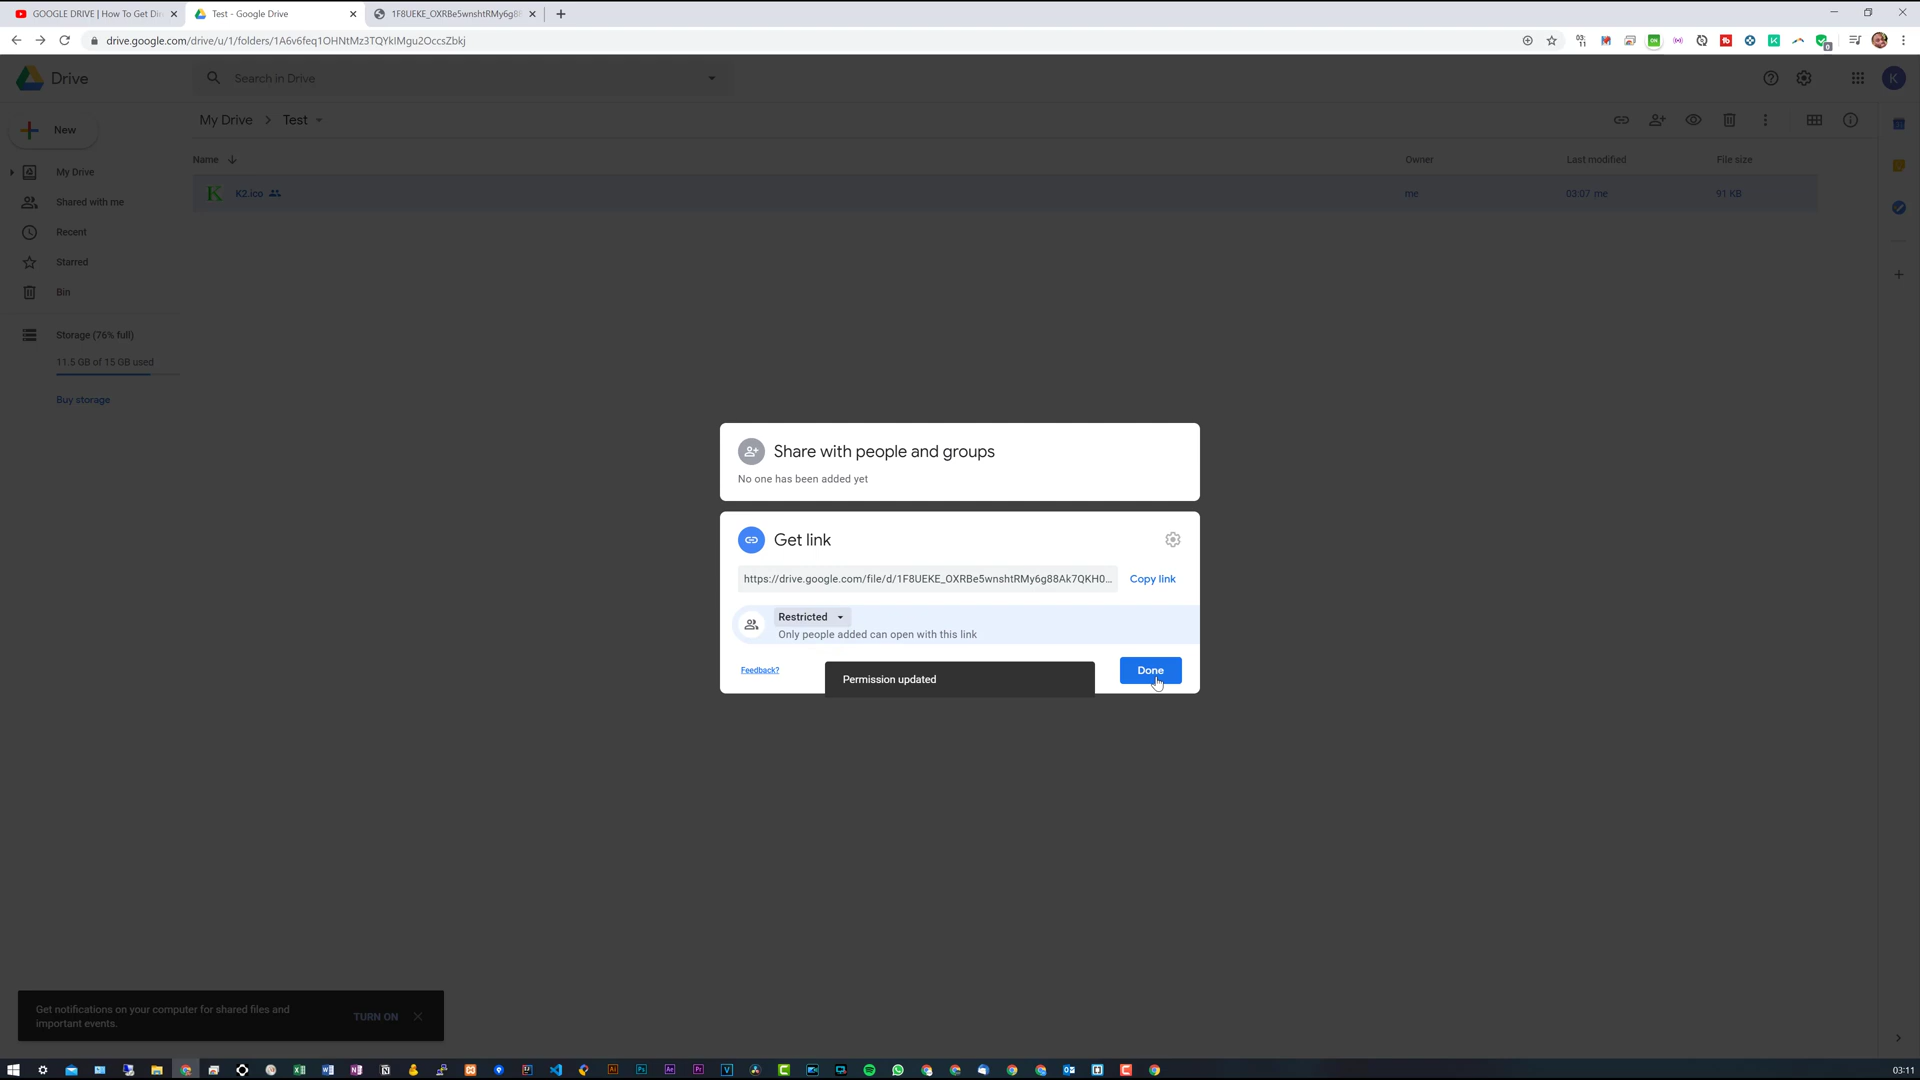 GOOGLE DRIVE | How To Get Di
Test - Google Drive
1F8UEKE_OXRBe5wnshtRMy6g8
drive.google.com/drive/u/1/folders/1A6v6feq1OHNtMz3TQYkIMgu2OccsZbkj
Drive
Search in Drive
K
New
My Drive > Test
Name
Owner
Last modified
File size
K
K2.ico
me
03:07 me
91 KB
My Drive
Shared with me
Recent
Starred
Bin
Storage (76% full)
11.5 GB of 15 GB used
Buy storage
Share with people and groups
No one has been added yet
Get link
https://drive.google.com/file/d/1F8UEKE_OXRBe5wnshtRMy6g88Ak7QKH0...
Copy link
Restricted
Only people added can open with this link
Feedback?
Permission updated
Done
Get notifications on your computer for shared files and
important events.
TURN ON
03:11